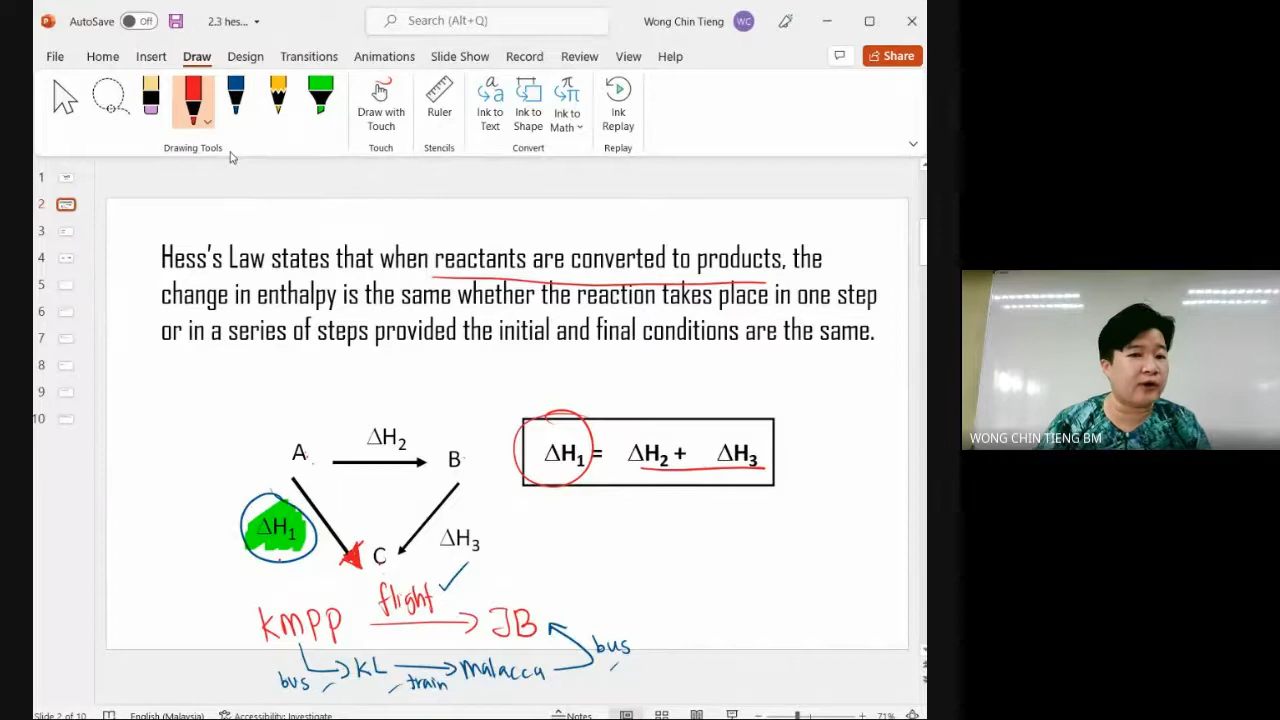 AutoSave Off 2.3 hes... Search (Alt+Q) Wong Chin Tieng WC
File Home Insert Draw Design Transitions Animations Slide Show Record Review View Help Share
Draw with Touch
Ruler
Ink to Text
Ink to Shape
Ink to Math
Ink Replay
Drawing Tools Touch Stencils Convert Replay
1
2
3
4
5
6
7
8
9
10
Hess's Law states that when reactants are converted to products, the
change in enthalpy is the same whether the reaction takes place in one step
or in a series of steps provided the initial and final conditions are the same.
A ΔH₂ B
ΔH₁ = ΔH₂ + ΔH₃
ΔH₁ C ΔH₃
flight
KMPP JB
bus KL train Malacca bus
WONG CHIN TIENG BM
Slide 2 of 10 English (Malaysia) Accessibility: Investigate Notes 71%